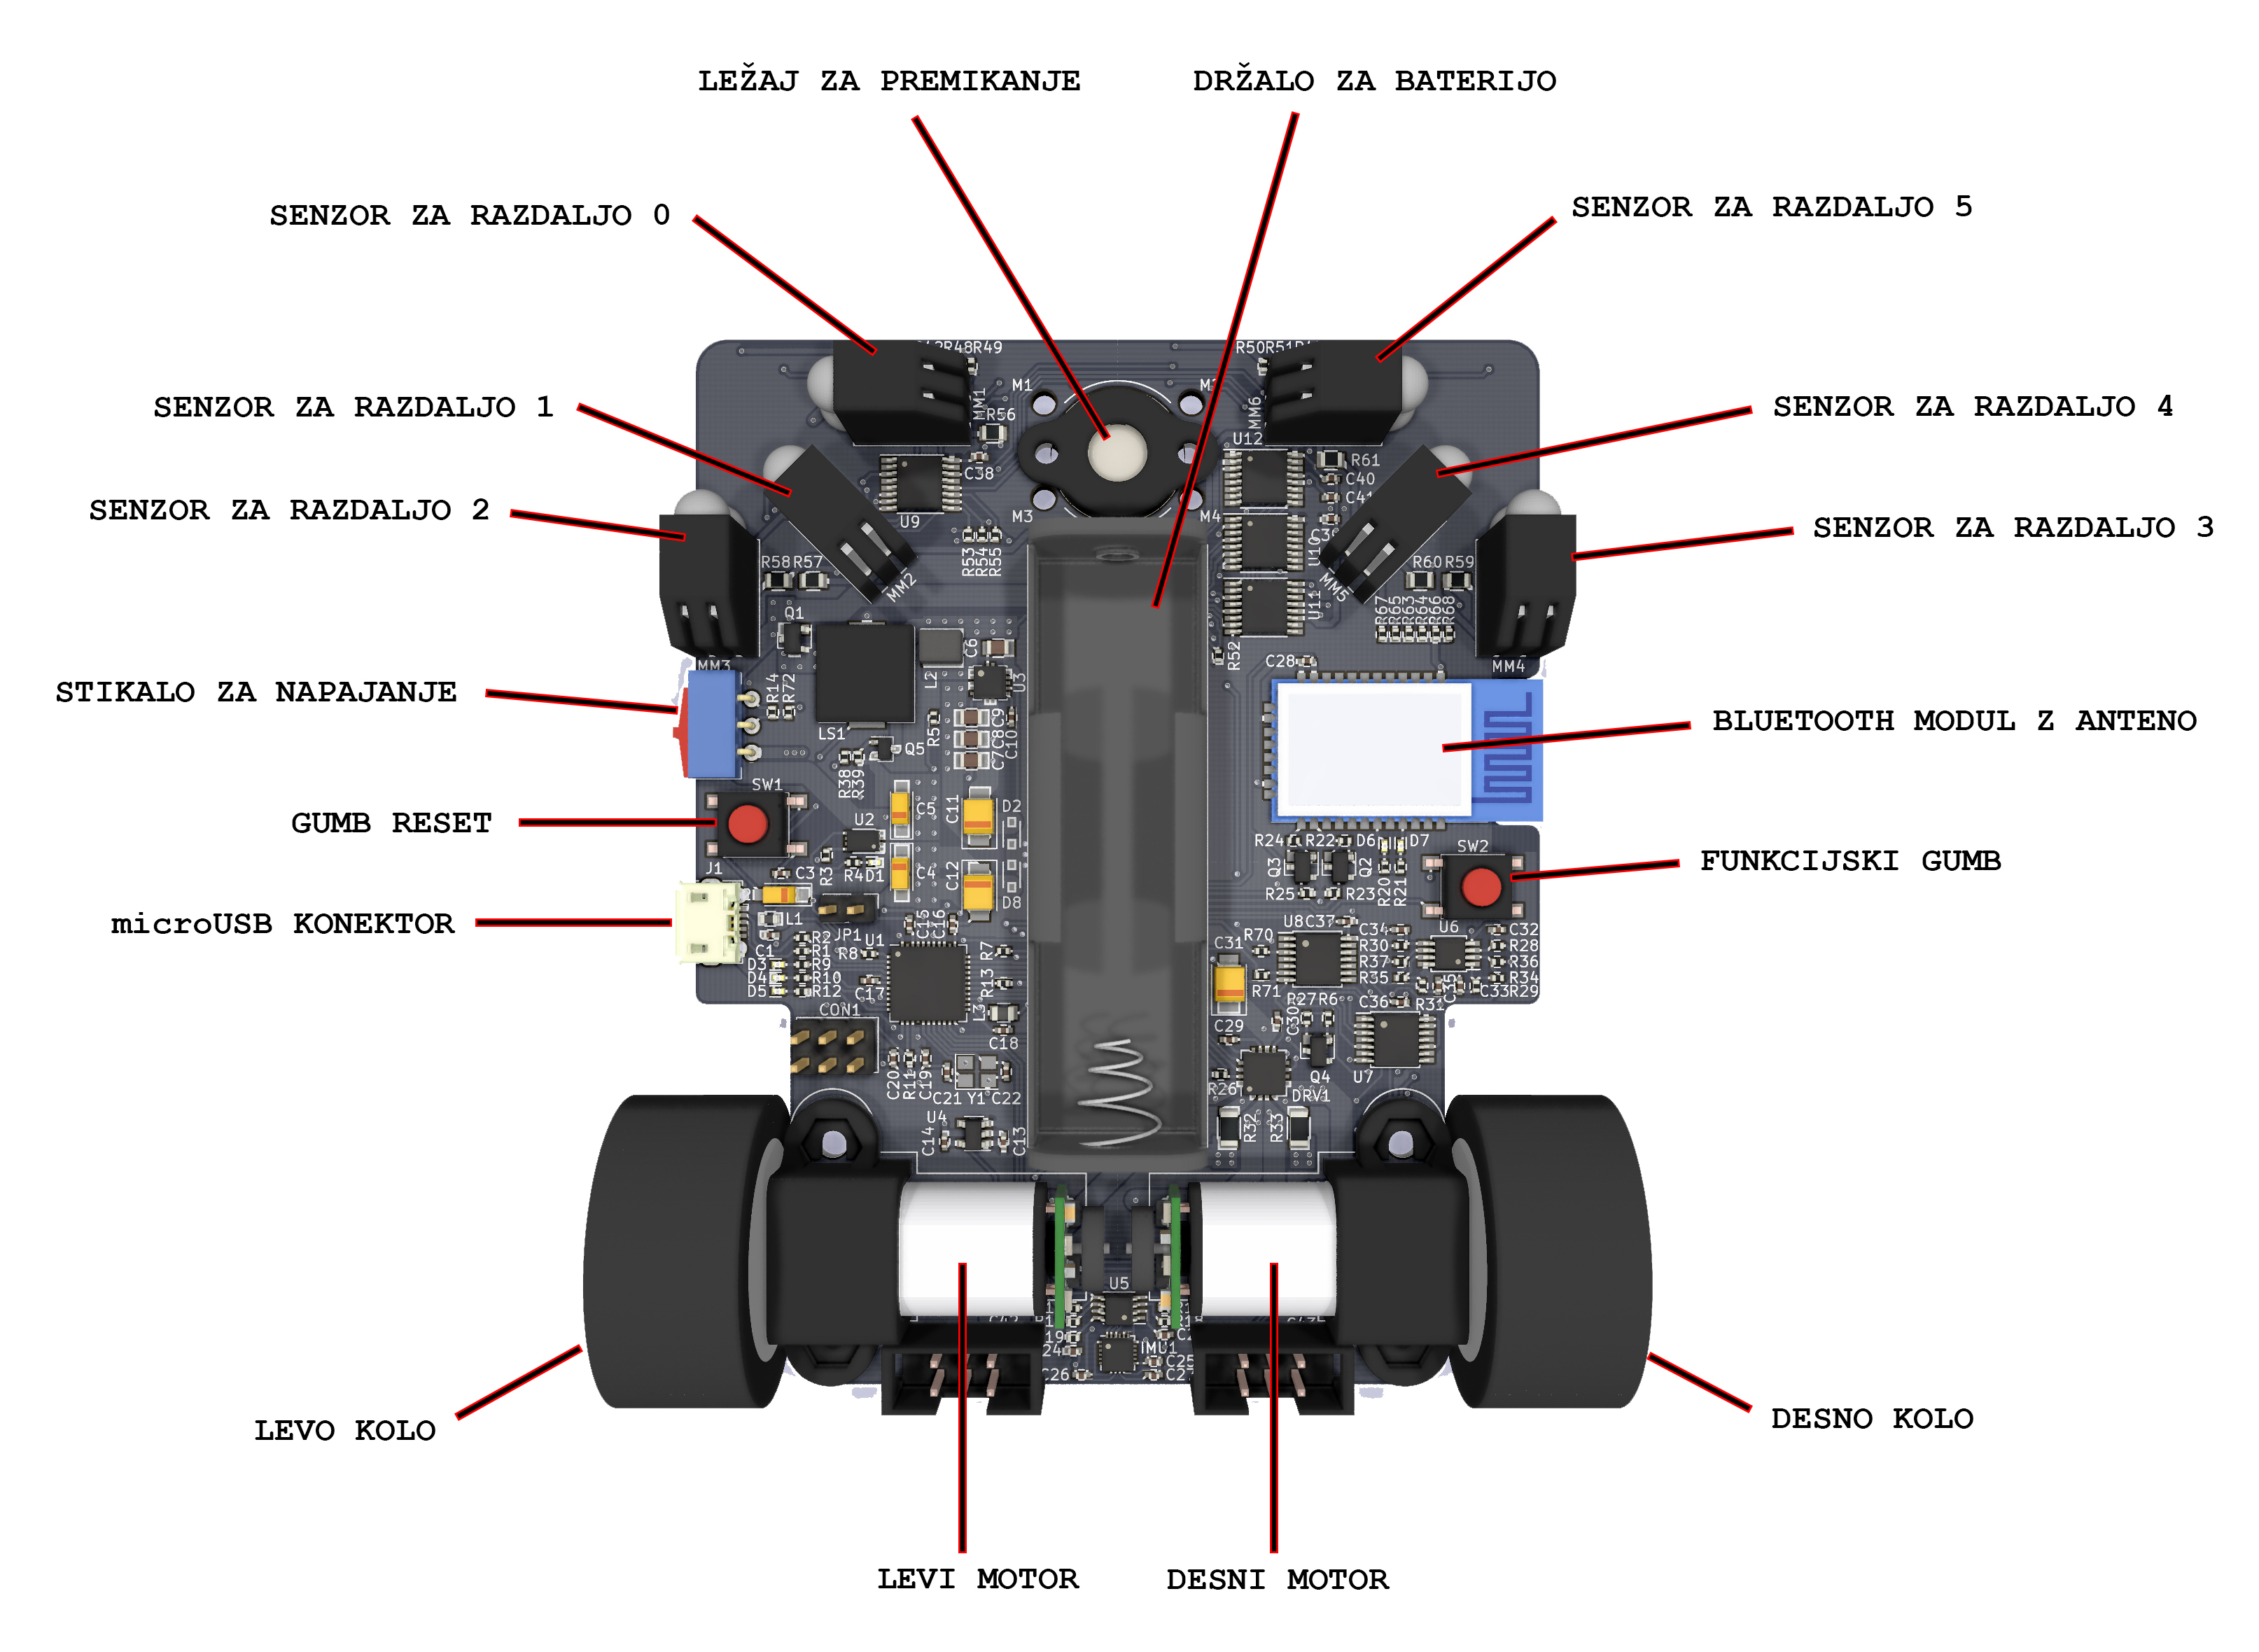 LEŽAJ ZA PREMIKANJE
DRŽALO ZA BATERIJO
SENZOR ZA RAZDALJO 0
SENZOR ZA RAZDALJO 5
SENZOR ZA RAZDALJO 1
SENZOR ZA RAZDALJO 4
SENZOR ZA RAZDALJO 2
SENZOR ZA RAZDALJO 3
STIKALO ZA NAPAJANJE
BLUETOOTH MODUL Z ANTENO
GUMB RESET
FUNKCIJSKI GUMB
microUSB KONEKTOR
LEVO KOLO
DESNO KOLO
LEVI MOTOR
DESNI MOTOR
R48R49
M1
MM1
R56
C38
U9
M3
M4
MM6
U12
R61
C40
C41
U10
U11
R53
R54
R55
R58
R57
MM2
MM5
R60
R59
R67
R65
R63
R64
R66
R68
Q1
MM3
MM4
R52
C28
R14
R72
L2
C6
U3
LS1
Q5
R5
C9
C8
C7
C10
R38
R39
SW1
C5
C11
D2
U2
R3
R4
D1
C4
C12
D8
J1
C3
L1
C1
JP1
U1
R2
R1
R9
R10
R12
D3
D4
D5
R8
C17
C15
C16
R7
R13
L3
C18
CON1
C20
R11
C19
C21
Y1
C22
U4
C14
C13
R24
R22
D6
D7
Q3
Q2
R20
R21
R25
R23
SW2
U8
C37
C34
R30
R37
R35
C36
U6
C32
R28
R36
R34
C33
R29
C35
R31
R70
C31
R71
C29
R27
R6
C30
Q4
U7
R26
DRV1
R32
R33
U5
IMU1
C25
C26